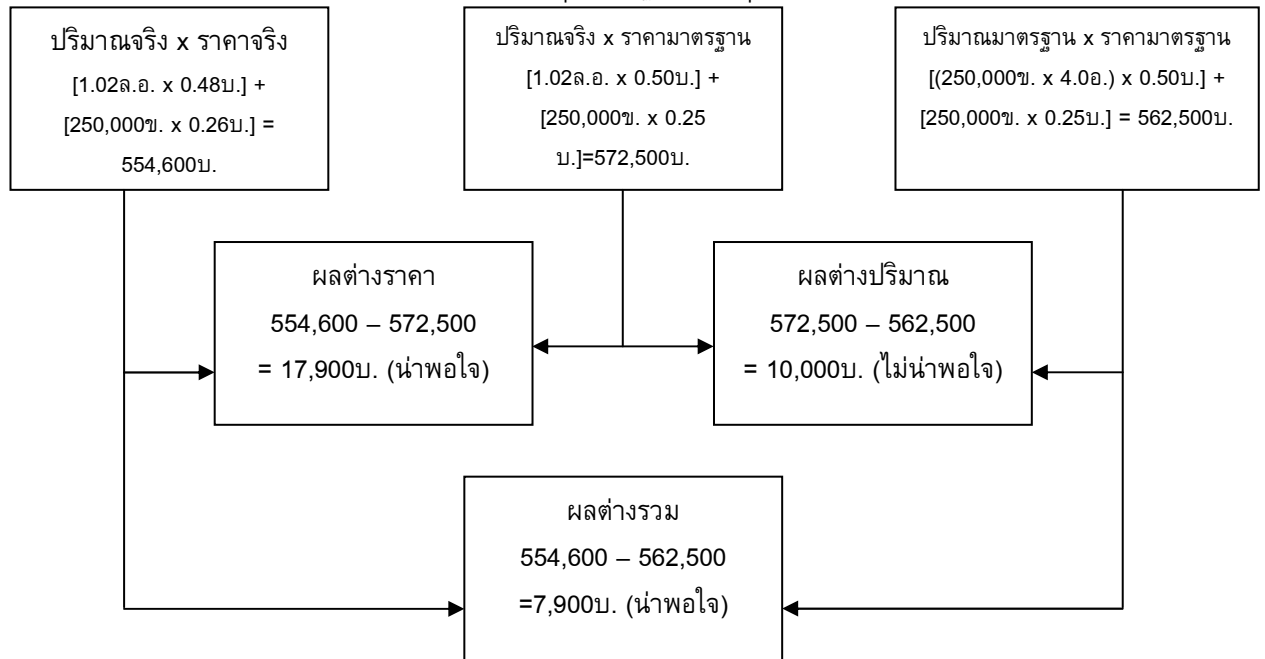 ปริมาณจริง x ราคาจริง
[1.02ล.อ. x 0.48บ.] +
[250,000ข. x 0.26บ.] =
554,600บ.
ปริมาณจริง x ราคามาตรฐาน
[1.02ล.อ. x 0.50บ.] +
[250,000ข. x 0.25
บ.]=572,500บ.
ปริมาณมาตรฐาน x ราคามาตรฐาน
[(250,000ข. x 4.0อ.) x 0.50บ.] +
[250,000ข. x 0.25บ.] = 562,500บ.
ผลต่างราคา
554,600 – 572,500
= 17,900บ. (น่าพอใจ)
ผลต่างปริมาณ
572,500 – 562,500
= 10,000บ. (ไม่น่าพอใจ)
ผลต่างรวม
554,600 – 562,500
=7,900บ. (น่าพอใจ)